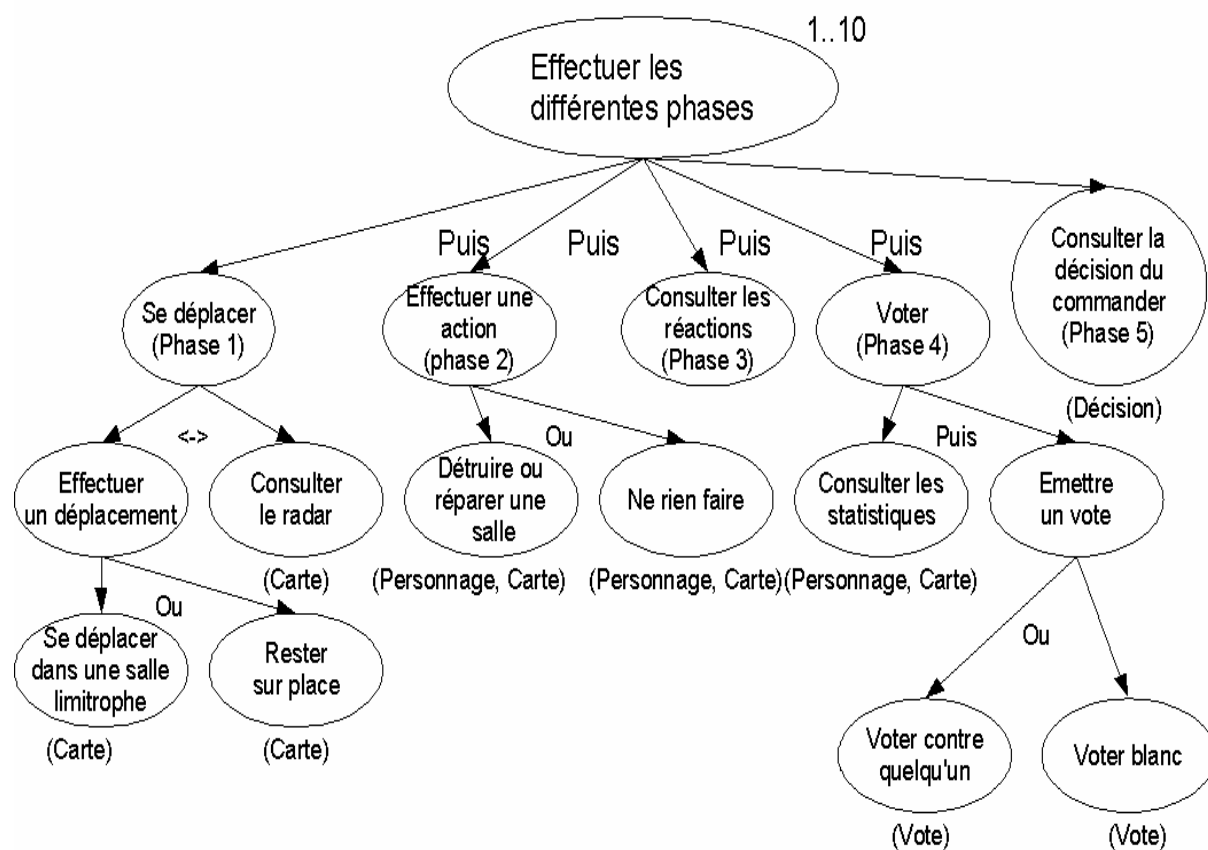 1..10
Effectuer les
différentes phases
Puis
Puis
Puis
Puis
Se déplacer
(Phase 1)
Effectuer une
action
(phase 2)
Consulter les
réactions
(Phase 3)
Voter
(Phase 4)
Consulter la
décision du
commander
(Phase 5)
(Décision)
<->
Ou
Puis
Effectuer
un déplacement
Consulter
le radar
(Carte)
Détruire ou
réparer une
salle
(Personnage, Carte)
Ne rien faire
(Personnage, Carte)
Consulter les
statistiques
(Personnage, Carte)
Emettre
un vote
Ou
Se déplacer
dans une salle
limitrophe
(Carte)
Rester
sur place
(Carte)
Ou
Voter contre
quelqu'un
(Vote)
Voter blanc
(Vote)